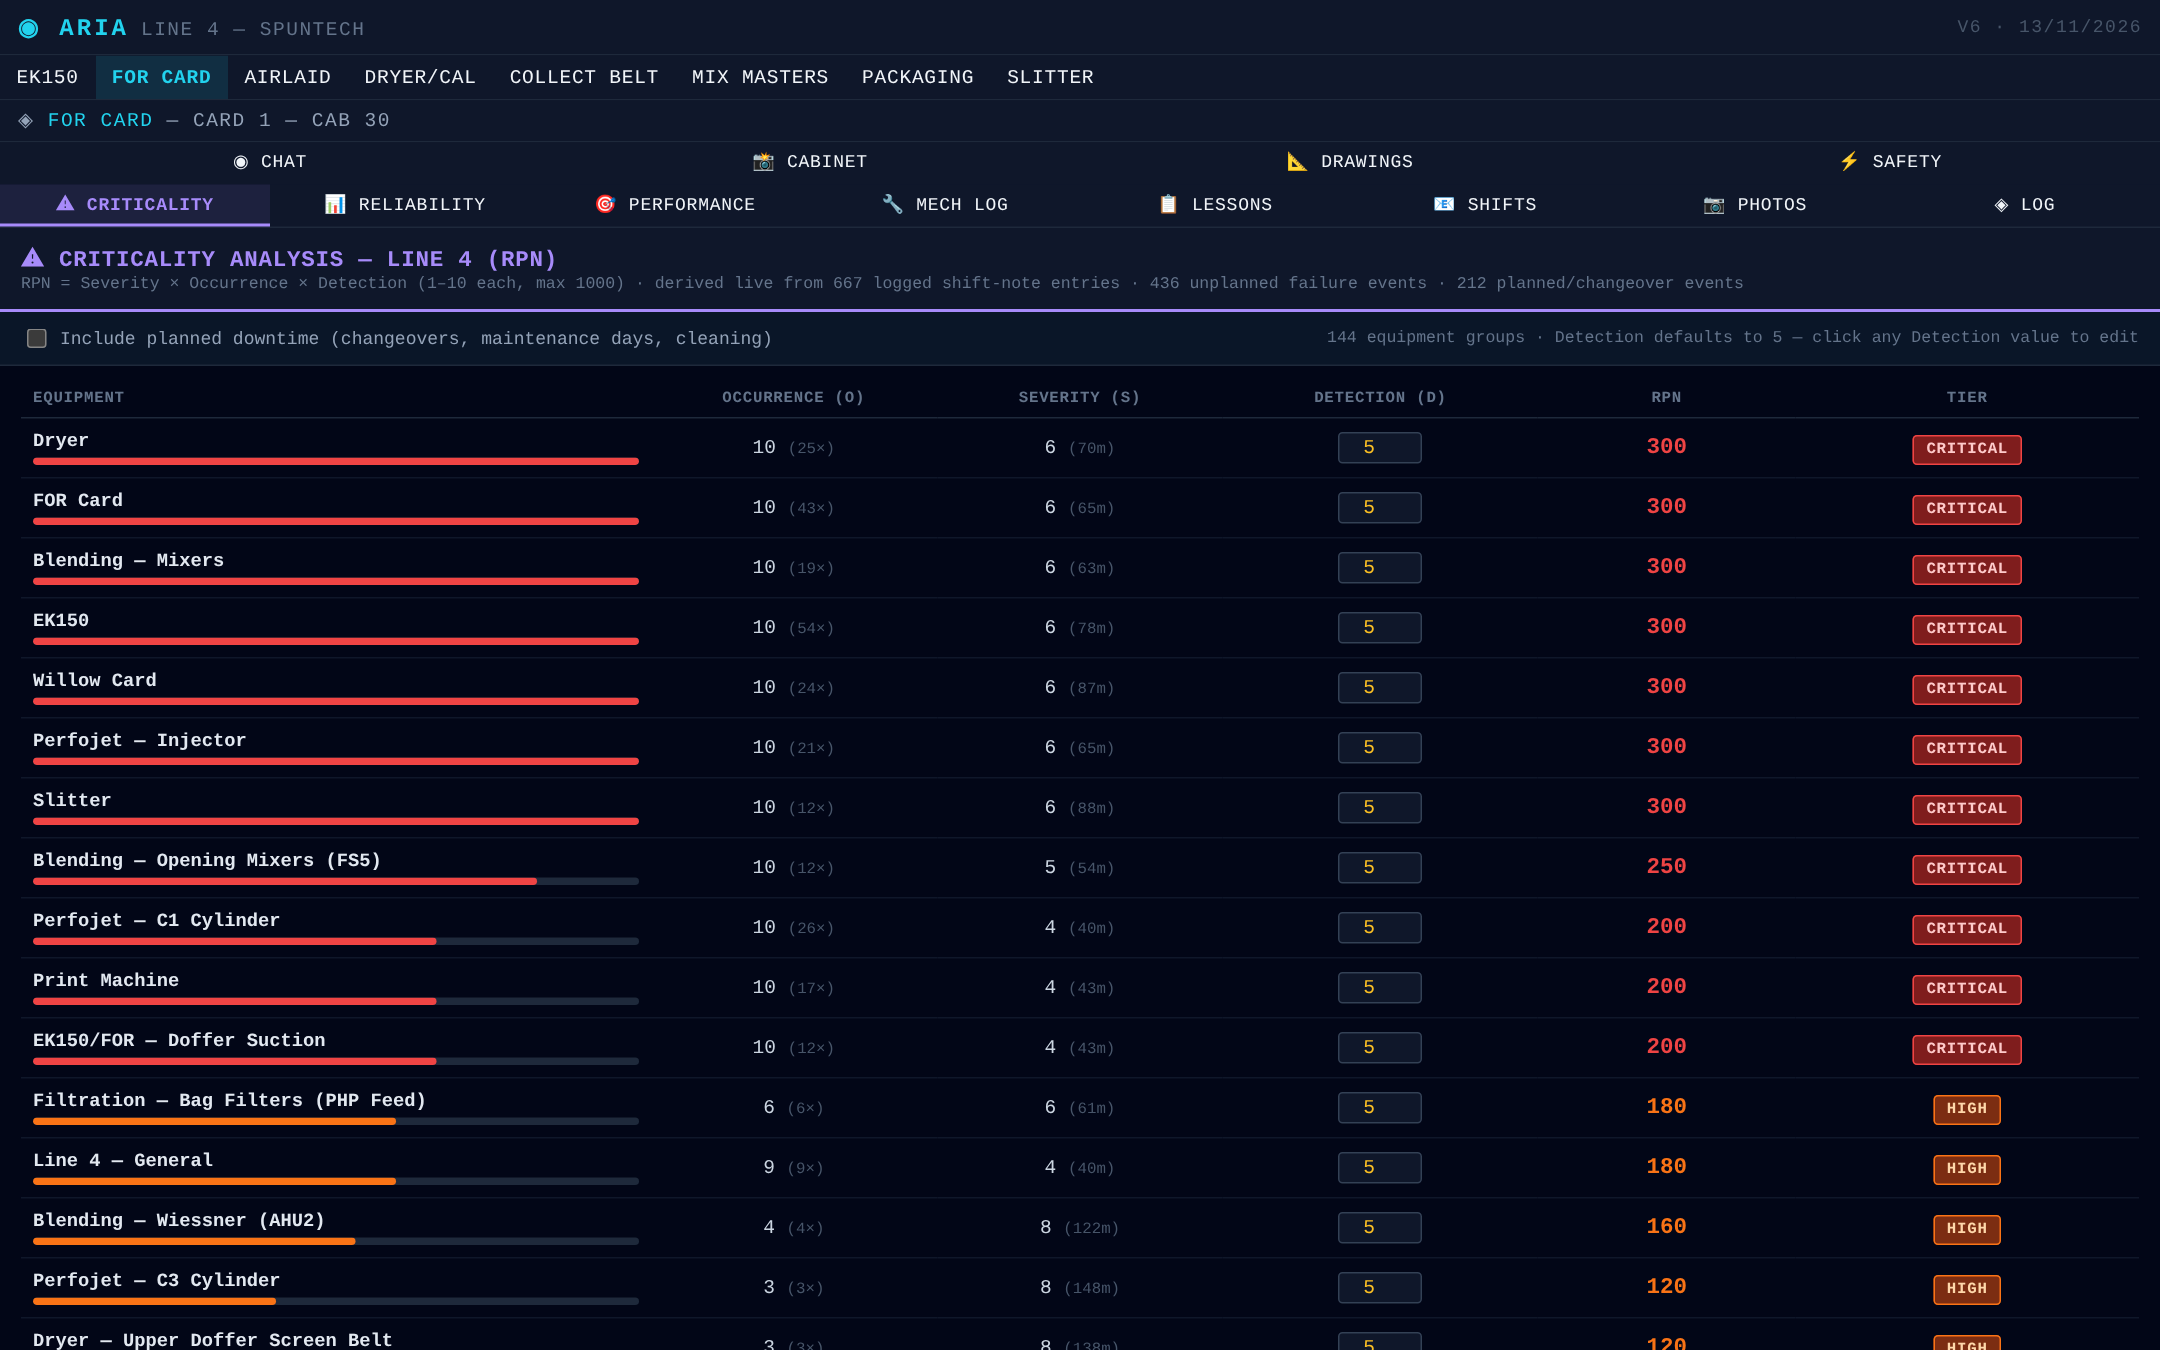 ◉ ARIA LINE 4 — SPUNTECH
V6 · 13/11/2026
EK150 FOR CARD AIRLAID DRYER/CAL COLLECT BELT MIX MASTERS PACKAGING SLITTER
◈ FOR CARD — CARD 1 — CAB 30
◉ CHAT 📸 CABINET 📐 DRAWINGS ⚡ SAFETY
⚠ CRITICALITY 📊 RELIABILITY 🎯 PERFORMANCE 🔧 MECH LOG 📋 LESSONS 📧 SHIFTS 📷 PHOTOS ◈ LOG
⚠ CRITICALITY ANALYSIS — LINE 4 (RPN)
RPN = Severity × Occurrence × Detection (1–10 each, max 1000) · derived live from 667 logged shift-note entries · 436 unplanned failure events · 212 planned/changeover events
Include planned downtime (changeovers, maintenance days, cleaning)
144 equipment groups · Detection defaults to 5 — click any Detection value to edit
EQUIPMENT OCCURRENCE (O) SEVERITY (S) DETECTION (D) RPN TIER
Dryer 10 (25×) 6 (70m) 5 300 CRITICAL
FOR Card 10 (43×) 6 (65m) 5 300 CRITICAL
Blending — Mixers 10 (19×) 6 (63m) 5 300 CRITICAL
EK150 10 (54×) 6 (78m) 5 300 CRITICAL
Willow Card 10 (24×) 6 (87m) 5 300 CRITICAL
Perfojet — Injector 10 (21×) 6 (65m) 5 300 CRITICAL
Slitter 10 (12×) 6 (88m) 5 300 CRITICAL
Blending — Opening Mixers (FS5) 10 (12×) 5 (54m) 5 250 CRITICAL
Perfojet — C1 Cylinder 10 (26×) 4 (40m) 5 200 CRITICAL
Print Machine 10 (17×) 4 (43m) 5 200 CRITICAL
EK150/FOR — Doffer Suction 10 (12×) 4 (43m) 5 200 CRITICAL
Filtration — Bag Filters (PHP Feed) 6 (6×) 6 (61m) 5 180 HIGH
Line 4 — General 9 (9×) 4 (40m) 5 180 HIGH
Blending — Wiessner (AHU2) 4 (4×) 8 (122m) 5 160 HIGH
Perfojet — C3 Cylinder 3 (3×) 8 (148m) 5 120 HIGH
Dryer — Upper Doffer Screen Belt 3 (3×) 8 (138m) 5 120 HIGH